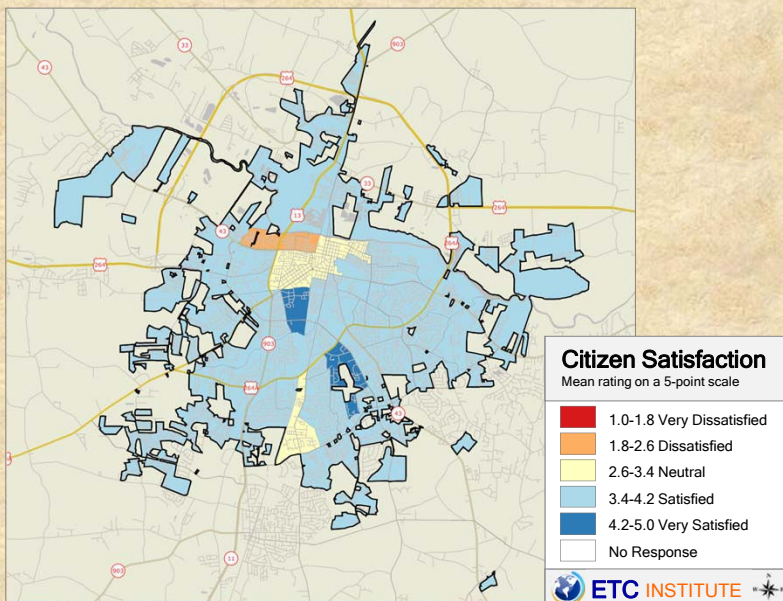 903
33
43
264
33
13
264
43
264A
264
903
264A
43
903
11
Citizen Satisfaction
Mean rating on a 5-point scale
1.0-1.8 Very Dissatisfied
1.8-2.6 Dissatisfied
2.6-3.4 Neutral
3.4-4.2 Satisfied
4.2-5.0 Very Satisfied
No Response
ETC INSTITUTE